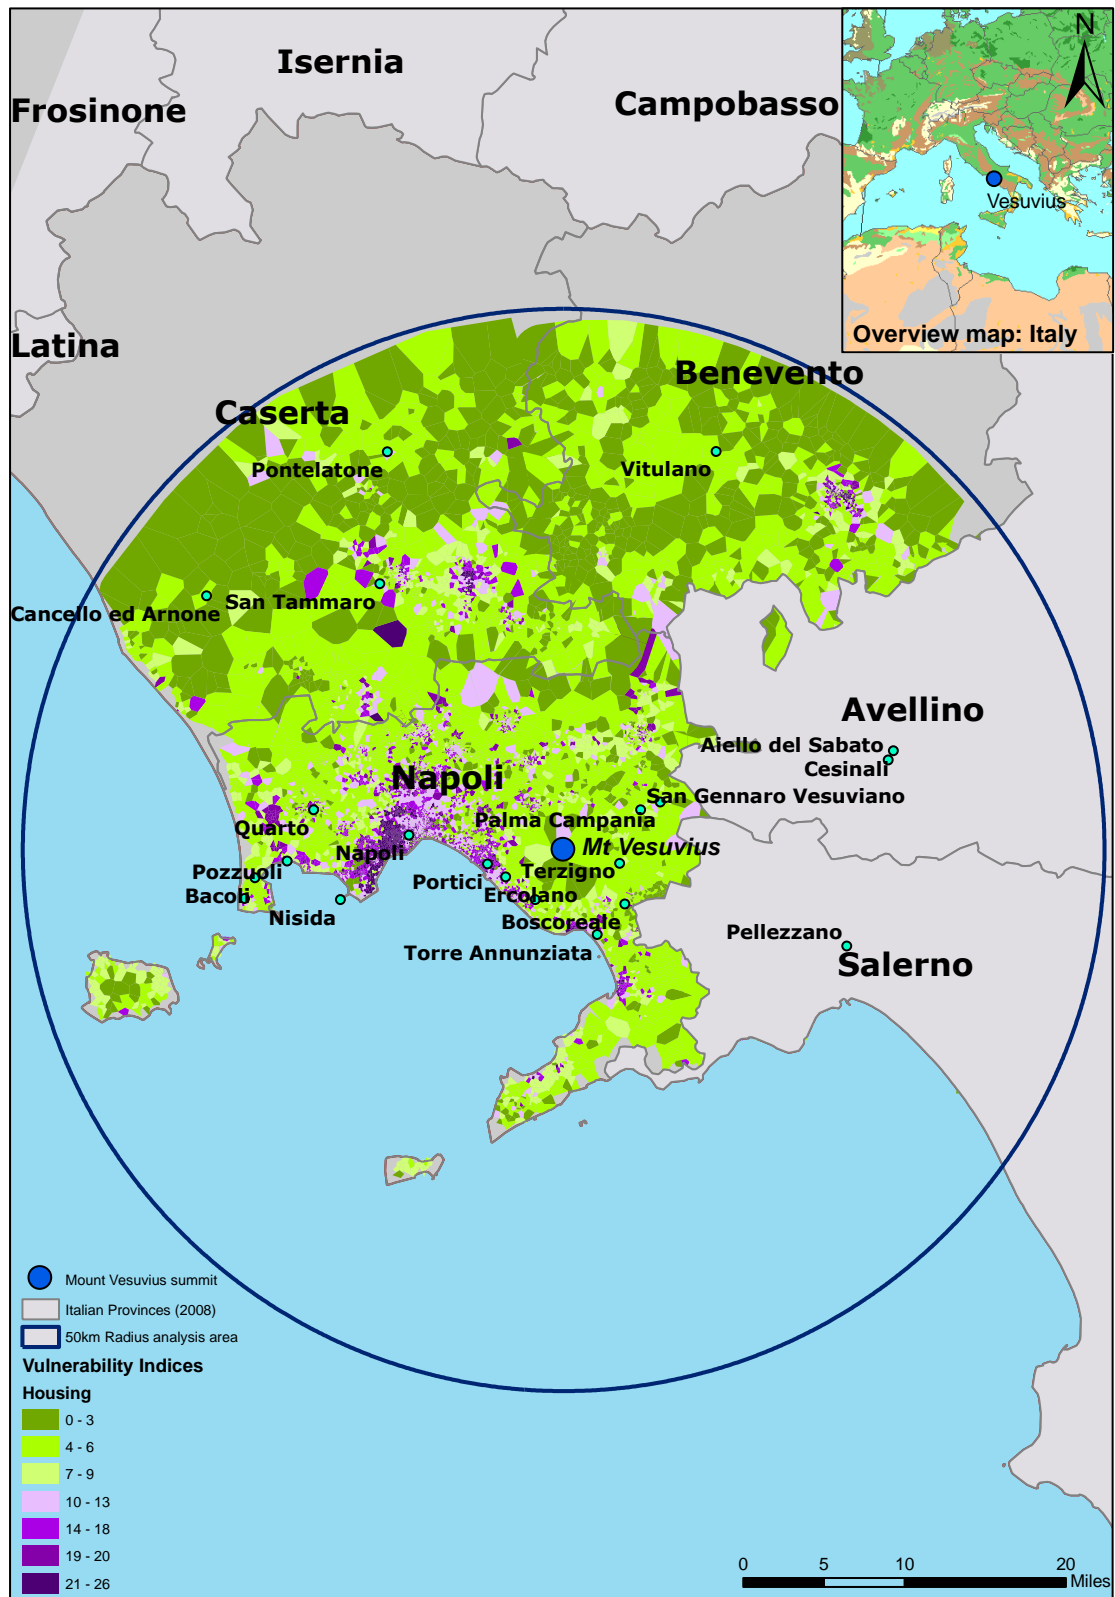 Isernia
Frosinone
Campobasso
N
Vesuvius
Overview map: Italy
Latina
Benevento
Caserta
Pontelatone
Vitulano
Cancello ed Arnone
San Tammaro
Avellino
Aiello del Sabato
Cesinali
Napoli
San Gennaro Vesuviano
Palma Campania
Quarto
Napoli
Mt Vesuvius
Pozzuoli
Portici
Terzigno
Bacoli
Ercolano
Nisida
Boscoreale
Torre Annunziata
Pellezzano
Salerno
Mount Vesuvius summit
Italian Provinces (2008)
50km Radius analysis area
Vulnerability Indices
Housing
0 - 3
4 - 6
7 - 9
10 - 13
14 - 18
19 - 20
21 - 26
0 5 10 20
Miles